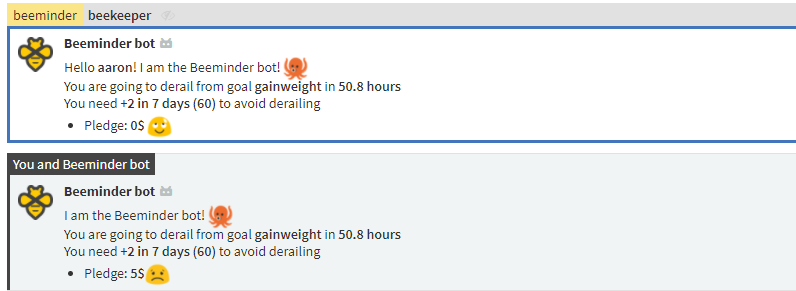 beeminder beekeeper
Beeminder bot
Hello aaron! I am the Beeminder bot!
You are going to derail from goal gainweight in 50.8 hours
You need +2 in 7 days (60) to avoid derailing
• Pledge: 0$
You and Beeminder bot
Beeminder bot
I am the Beeminder bot!
You are going to derail from goal gainweight in 50.8 hours
You need +2 in 7 days (60) to avoid derailing
• Pledge: 5$